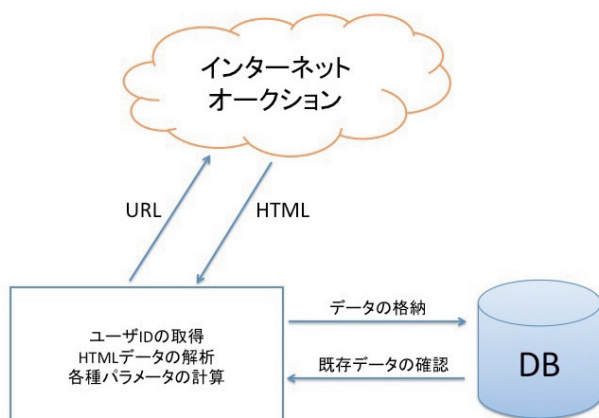 インターネット
オークション
URL
HTML
ユーザIDの取得
HTMLデータの解析
各種パラメータの計算
データの格納
既存データの確認
DB